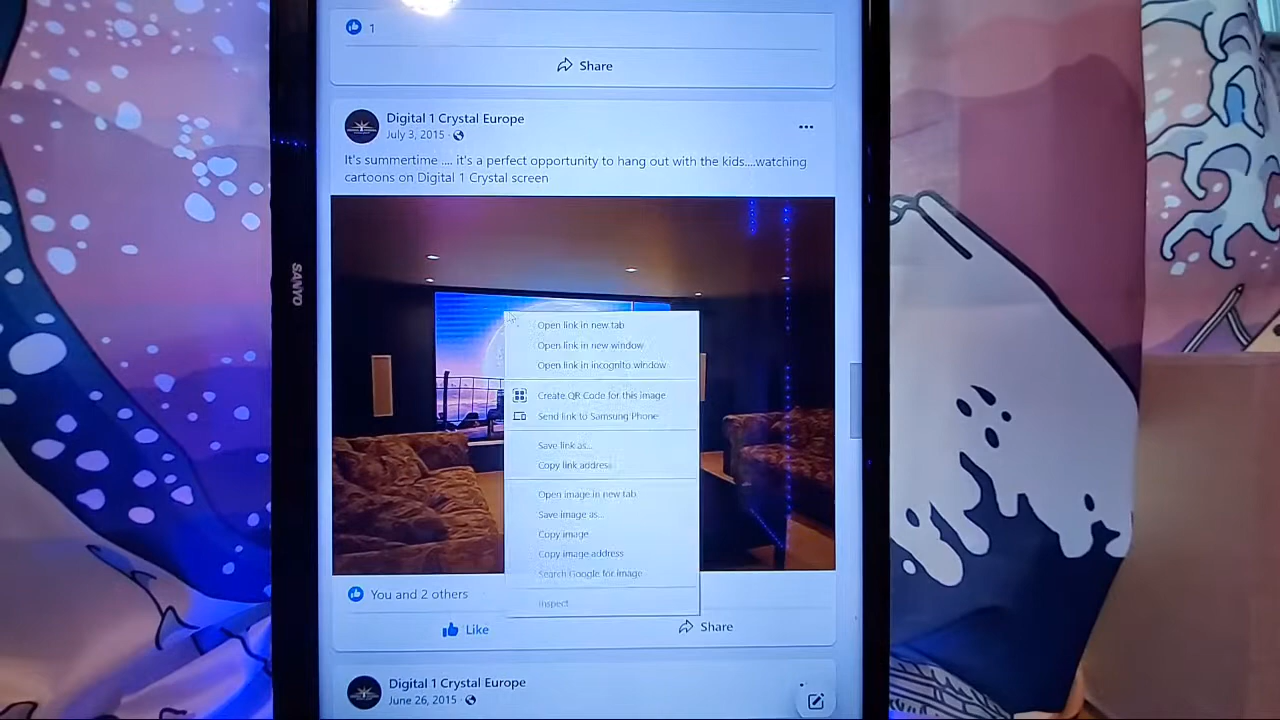 1
Share
Digital 1 Crystal Europe
July 3, 2015
It's summertime .... it's a perfect opportunity to hang out with the kids....watching
cartoons on Digital 1 Crystal screen
SANYO
Open link in new tab
Open link in new window
Open link in incognito window
Create QR Code for this image
Send link to Samsung Phone
Save link as...
Copy link address
Open image in new tab
Save image as...
Copy image
Copy image address
Search Google for image
Inspect
You and 2 others
Like
Share
Digital 1 Crystal Europe
June 26, 2015